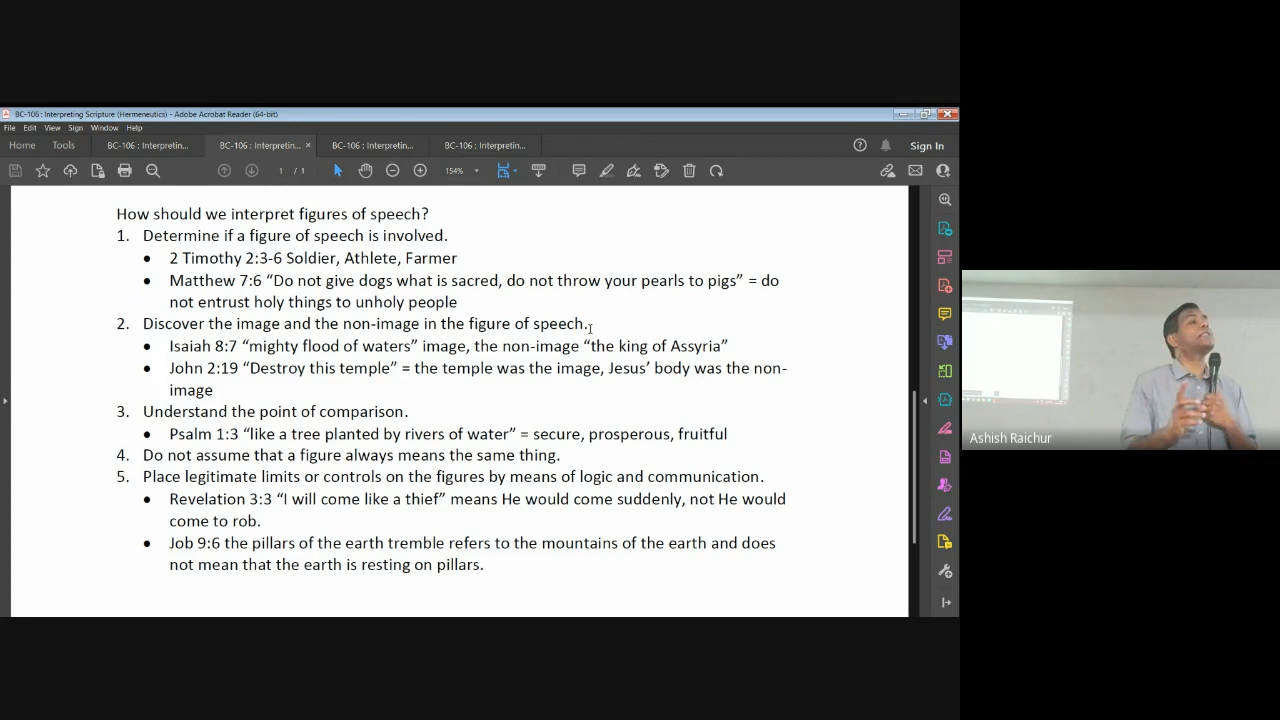 BC-106 : Interpreting Scripture (Hermeneutics) - Adobe Acrobat Reader (64-bit)
File Edit View Sign Window Help
Home Tools BC-106 : Interpretin... BC-106 : Interpretin... × BC-106 : Interpretin... BC-106 : Interpretin... Sign In
1 / 1 154%
How should we interpret figures of speech?
1. Determine if a figure of speech is involved.
• 2 Timothy 2:3-6 Soldier, Athlete, Farmer
• Matthew 7:6 “Do not give dogs what is sacred, do not throw your pearls to pigs” = do
not entrust holy things to unholy people
2. Discover the image and the non-image in the figure of speech.
• Isaiah 8:7 “mighty flood of waters” image, the non-image “the king of Assyria”
• John 2:19 “Destroy this temple” = the temple was the image, Jesus’ body was the non-
image
3. Understand the point of comparison.
• Psalm 1:3 “like a tree planted by rivers of water” = secure, prosperous, fruitful
4. Do not assume that a figure always means the same thing.
5. Place legitimate limits or controls on the figures by means of logic and communication.
• Revelation 3:3 “I will come like a thief” means He would come suddenly, not He would
come to rob.
• Job 9:6 the pillars of the earth tremble refers to the mountains of the earth and does
not mean that the earth is resting on pillars.
Ashish Raichur